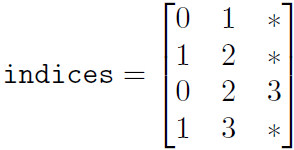 0 1 *
indices = 1 2 *
0 2 3
1 3 *